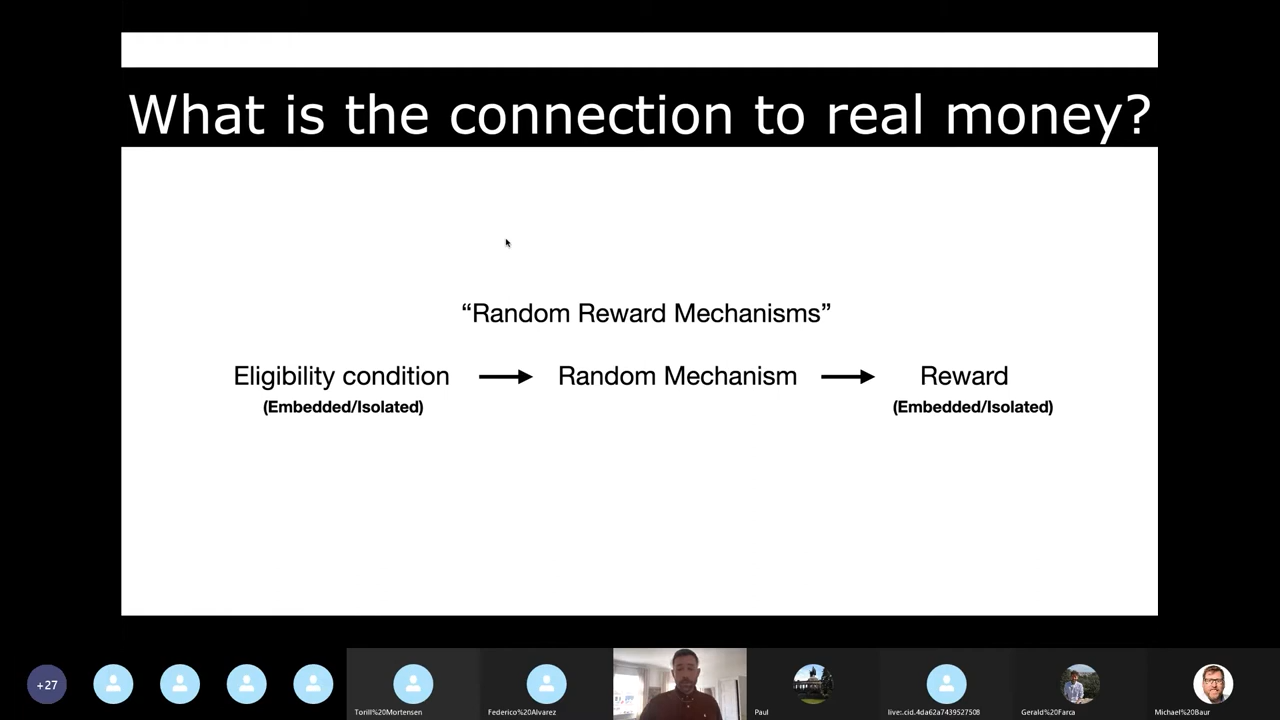 What is the connection to real money?
“Random Reward Mechanisms”
Eligibility condition
Random Mechanism
Reward
(Embedded/Isolated)
(Embedded/Isolated)
+27
Torill%20Mortensen
Federico%20Alvarez
Paul
live:.cid.4da62a7439527508
Gerald%20Farca
Michael%20Baur